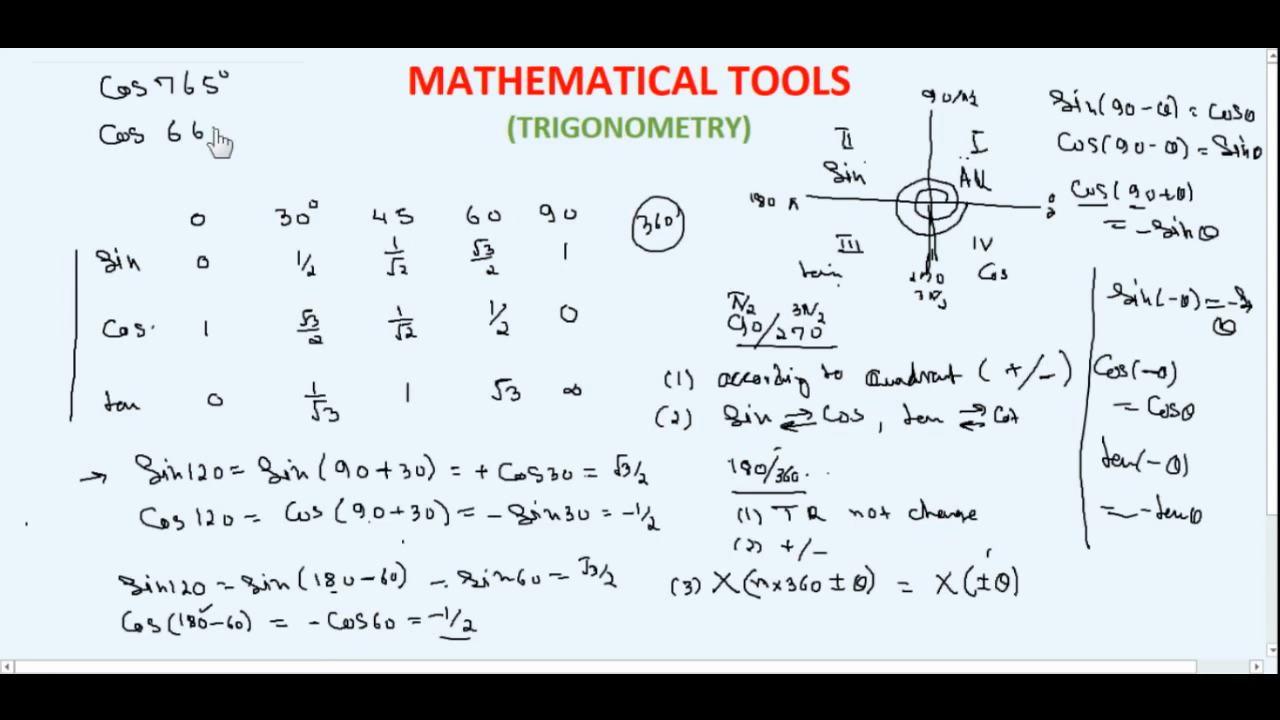 Cos 765°
Cos 66
MATHEMATICAL TOOLS
(TRIGONOMETRY)
0 30° 45 60 90
360°
Sin 0 1/2 1/√2 √3/2 1
Cos 1 √3/2 1/√2 1/2 0
tan 0 1/√3 1 √3 ∞
→ Sin120 = Sin(90+30) = + Cos30 = √3/2
Cos 120 = Cos(90+30) = - Sin30 = -1/2
Sin120 = Sin(180-60) = Sin60 = √3/2
Cos(180-60) = - Cos60 = -1/2
90/π/2
II I
Sin All
180 π
III IV
tan Cos
270
π/2 3π/2
90/270
(1) according to Quadrant (+/-)
(2) Sin ⇄ Cos, tan ⇄ Cot
180/360
(1) TR not change
(2) +/-
(3) X(n×360 ± θ) = X(±θ)
Sin(90-θ) = Cosθ
Cos(90-θ) = Sinθ
Cos(90+θ)
= -Sinθ
Sin(-θ) = -S
θ
Cos(-θ)
= Cosθ
tan(-θ)
= -tanθ